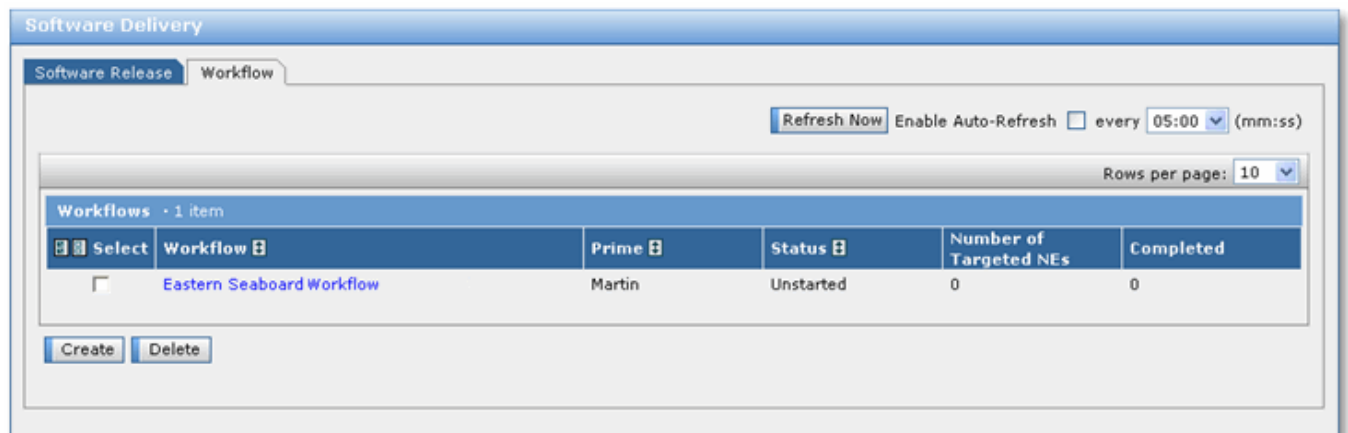 Software Delivery
Software Release Workflow
Refresh Now Enable Auto-Refresh every 05:00 (mm:ss)
Rows per page: 10
Workflows · 1 item
Select Workflow Prime Status Number of Targeted NEs Completed
Eastern Seaboard Workflow Martin Unstarted 0 0
Create Delete